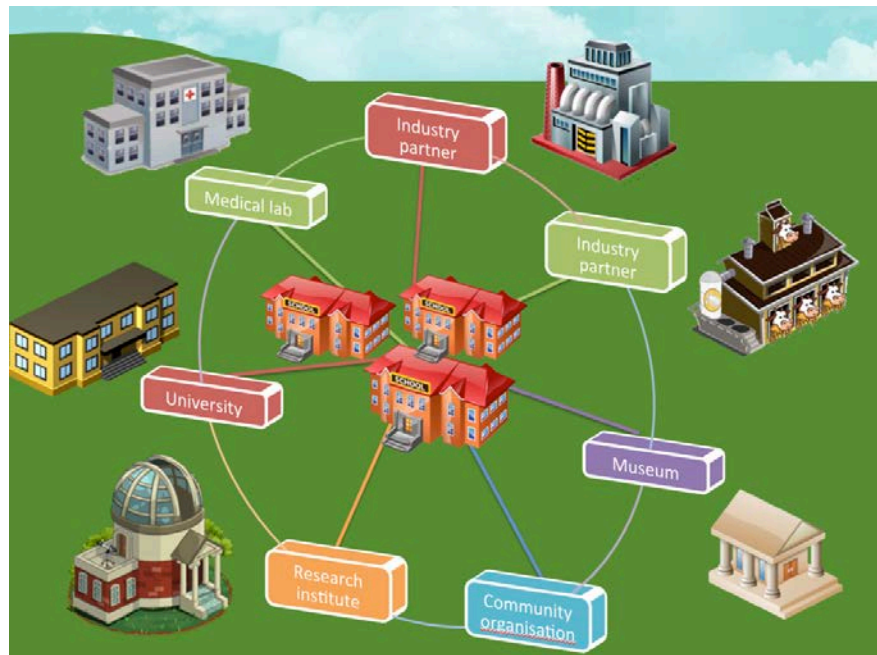 Industry
partner
Medical lab
Industry
partner
SCHOOL
SCHOOL
SCHOOL
University
Museum
Research
institute
Community
organisation